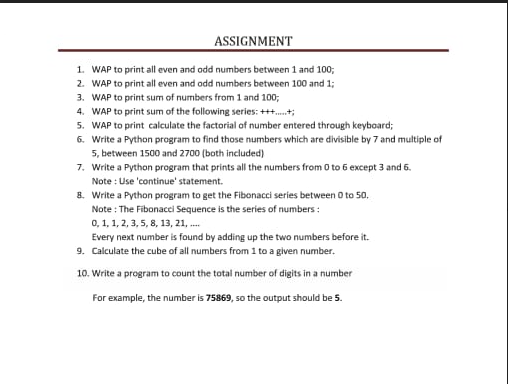 ASSIGNMENT
1. WAP to print all even and odd numbers between 1 and 100;
2. WAP to print all even and odd numbers between 100 and 1;
3. WAP to print sum of numbers from 1 and 100;
4. WAP to print sum of the following series: +++.....+;
5. WAP to print calculate the factorial of number entered through keyboard;
6. Write a Python program to find those numbers which are divisible by 7 and multiple of
5, between 1500 and 2700 (both included)
7. Write a Python program that prints all the numbers from 0 to 6 except 3 and 6.
Note : Use 'continue' statement.
8. Write a Python program to get the Fibonacci series between 0 to 50.
Note : The Fibonacci Sequence is the series of numbers :
0, 1, 1, 2, 3, 5, 8, 13, 21, ....
Every next number is found by adding up the two numbers before it.
9. Calculate the cube of all numbers from 1 to a given number.
10. Write a program to count the total number of digits in a number
For example, the number is 75869, so the output should be 5.